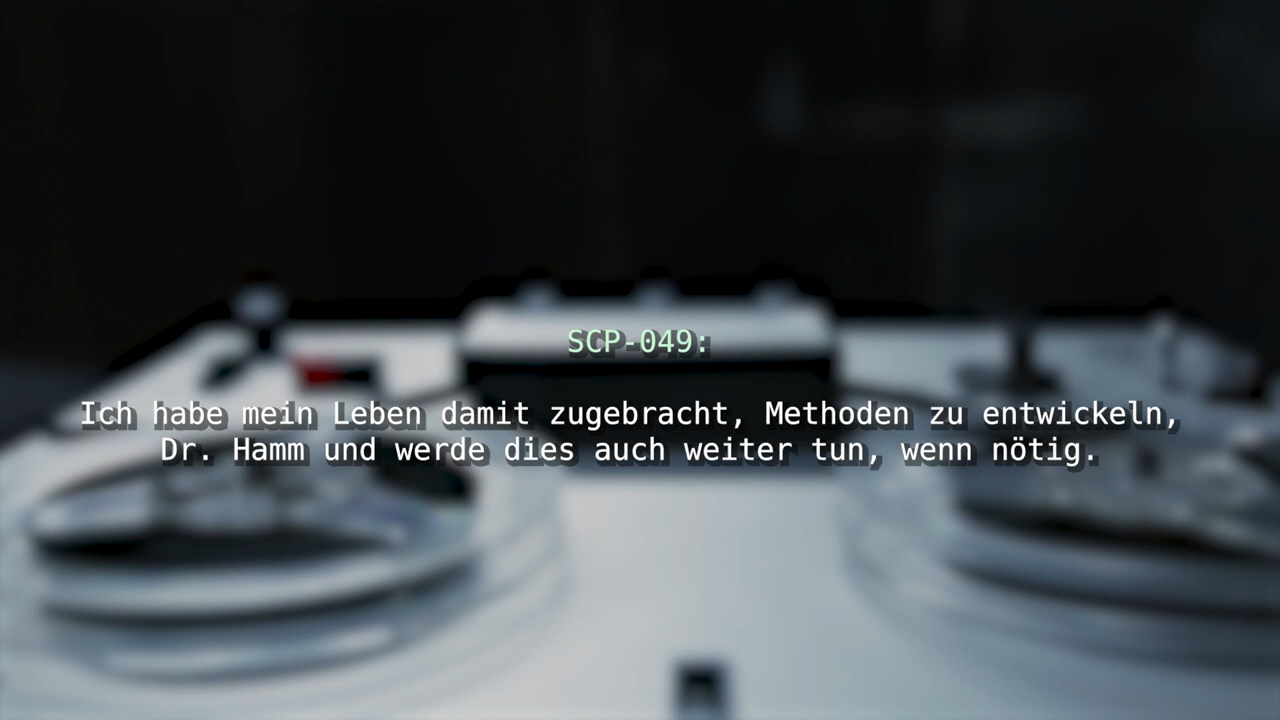 SCP-049:
Ich habe mein Leben damit zugebracht, Methoden zu entwickeln,
Dr. Hamm und werde dies auch weiter tun, wenn nötig.